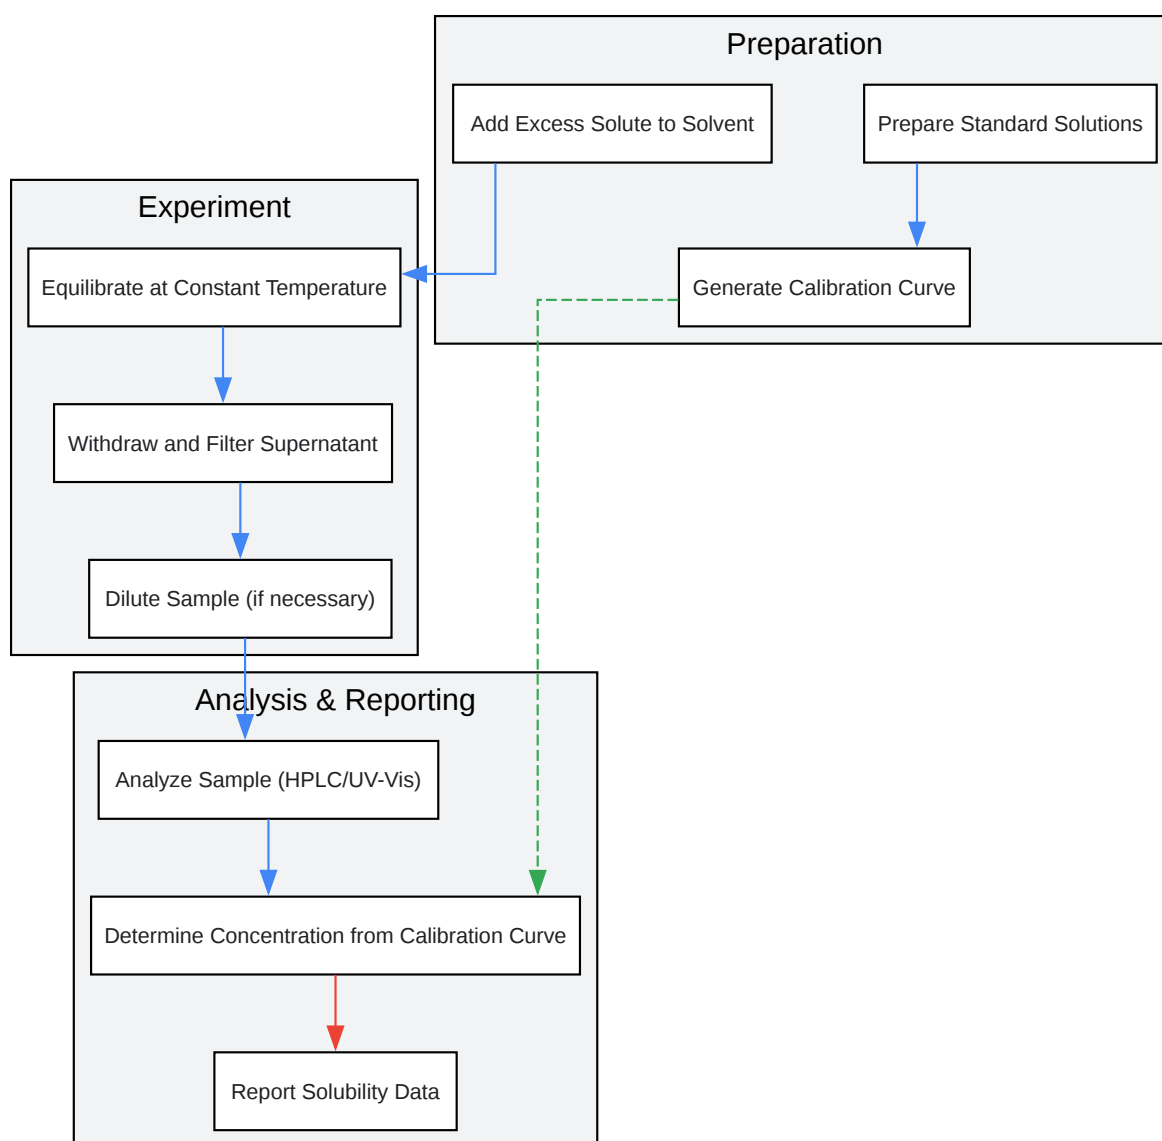 Preparation
Add Excess Solute to Solvent
Prepare Standard Solutions
Generate Calibration Curve
Experiment
Equilibrate at Constant Temperature
Withdraw and Filter Supernatant
Dilute Sample (if necessary)
Analysis & Reporting
Analyze Sample (HPLC/UV-Vis)
Determine Concentration from Calibration Curve
Report Solubility Data